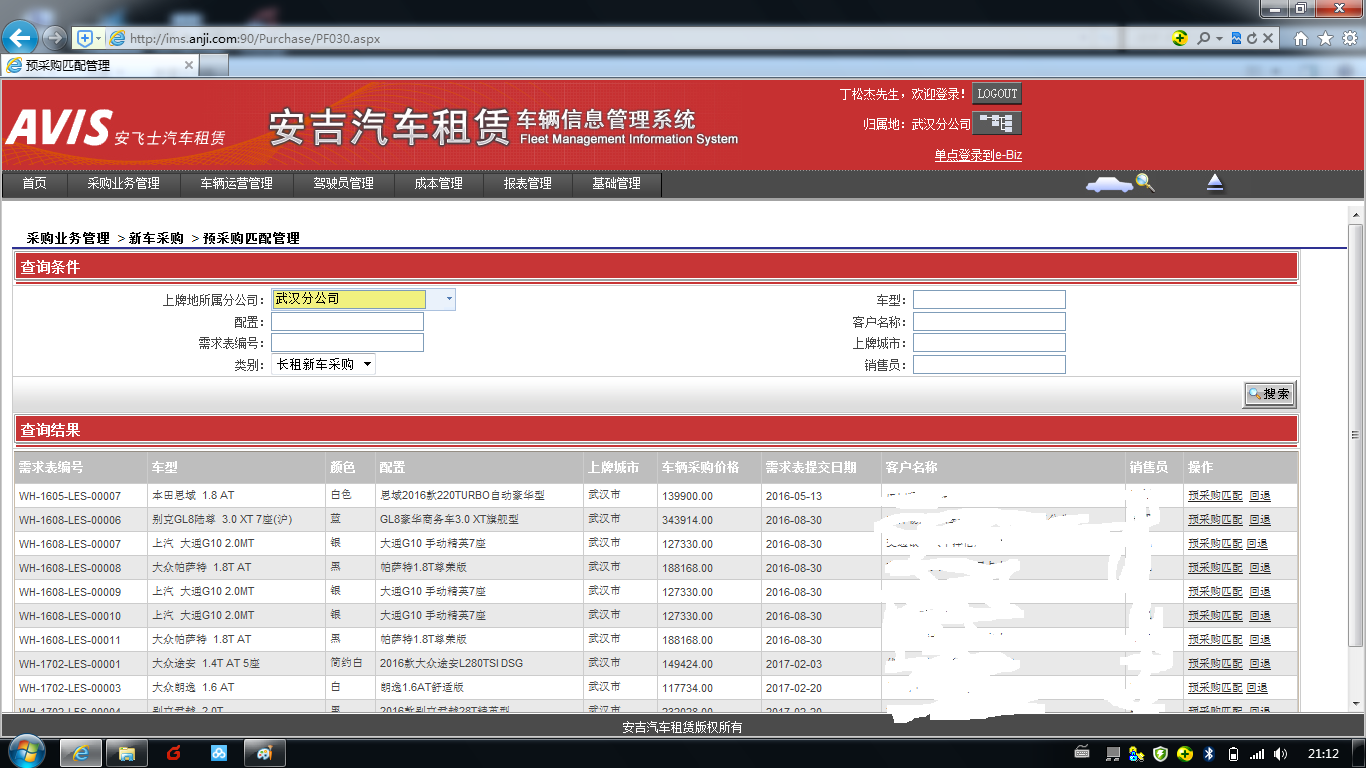 http://ims.anji.com:90/Purchase/PF030.aspx
预采购匹配管理
AVIS 安飞士汽车租赁
安吉汽车租赁 车辆信息管理系统
Fleet Management Information System
丁松杰先生，欢迎登录! LOGOUT
归属地: 武汉分公司
单点登录到e-Biz
首页 采购业务管理 车辆运营管理 驾驶员管理 成本管理 报表管理 基础管理
采购业务管理 >新车采购 >预采购匹配管理
查询条件
上牌地所属分公司: 武汉分公司 车型:
配置: 客户名称:
需求表编号: 上牌城市:
类别: 长租新车采购 销售员:
搜索
查询结果
需求表编号 车型 颜色 配置 上牌城市 车辆采购价格 需求表提交日期 客户名称 销售员 操作
WH-1605-LES-00007 本田思域 1.8 AT 白色 思域2016款220TURBO自动豪华型 武汉市 139900.00 2016-05-13 预采购匹配 回退
WH-1608-LES-00006 别克GL8陆尊 3.0 XT 7座(沪) 蓝 GL8豪华商务车3.0 XT旗舰型 武汉市 343914.00 2016-08-30 预采购匹配 回退
WH-1608-LES-00007 上汽 大通G10 2.0MT 银 大通G10 手动精英7座 武汉市 127330.00 2016-08-30 预采购匹配 回退
WH-1608-LES-00008 大众帕萨特 1.8T AT 黑 帕萨特1.8T尊荣版 武汉市 188168.00 2016-08-30 预采购匹配 回退
WH-1608-LES-00009 上汽 大通G10 2.0MT 银 大通G10 手动精英7座 武汉市 127330.00 2016-08-30 预采购匹配 回退
WH-1608-LES-00010 上汽 大通G10 2.0MT 银 大通G10 手动精英7座 武汉市 127330.00 2016-08-30 预采购匹配 回退
WH-1608-LES-00011 大众帕萨特 1.8T AT 黑 帕萨特1.8T尊荣版 武汉市 188168.00 2016-08-30 预采购匹配 回退
WH-1702-LES-00001 大众途安 1.4T AT 5座 简约白 2016款大众途安L280TSI DSG 武汉市 149424.00 2017-02-03 预采购匹配 回退
WH-1702-LES-00003 大众朗逸 1.6 AT 白 朗逸1.6AT舒适版 武汉市 117734.00 2017-02-20 预采购匹配 回退
WH-1702-LES-00004 别克君越 2.0T 黑 2016款别克君越28T精英型 武汉市 232028.00 2017-02-20 预采购匹配 回退
安吉汽车租赁版权所有
21:12